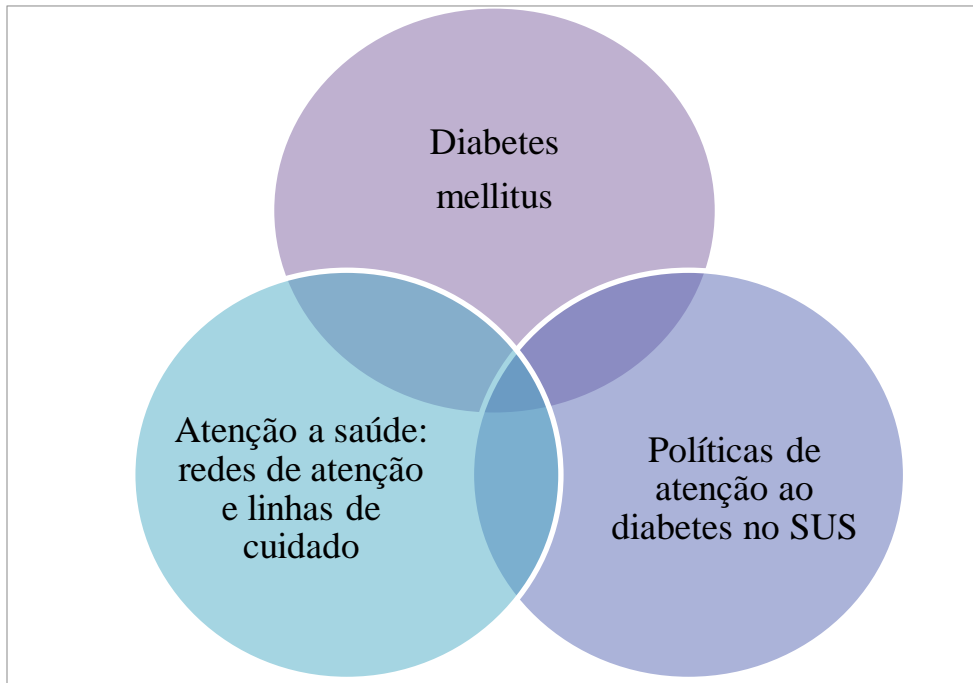 Diabetes
mellitus
Atenção a saúde:
redes de atenção
e linhas de
cuidado
Políticas de
atenção ao
diabetes no SUS